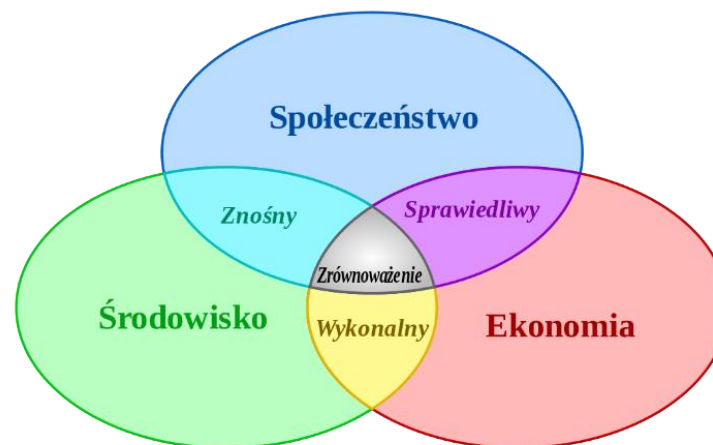 Społeczeństwo
Znośny
Sprawiedliwy
Zrównoważenie
Środowisko
Wykonalny
Ekonomia